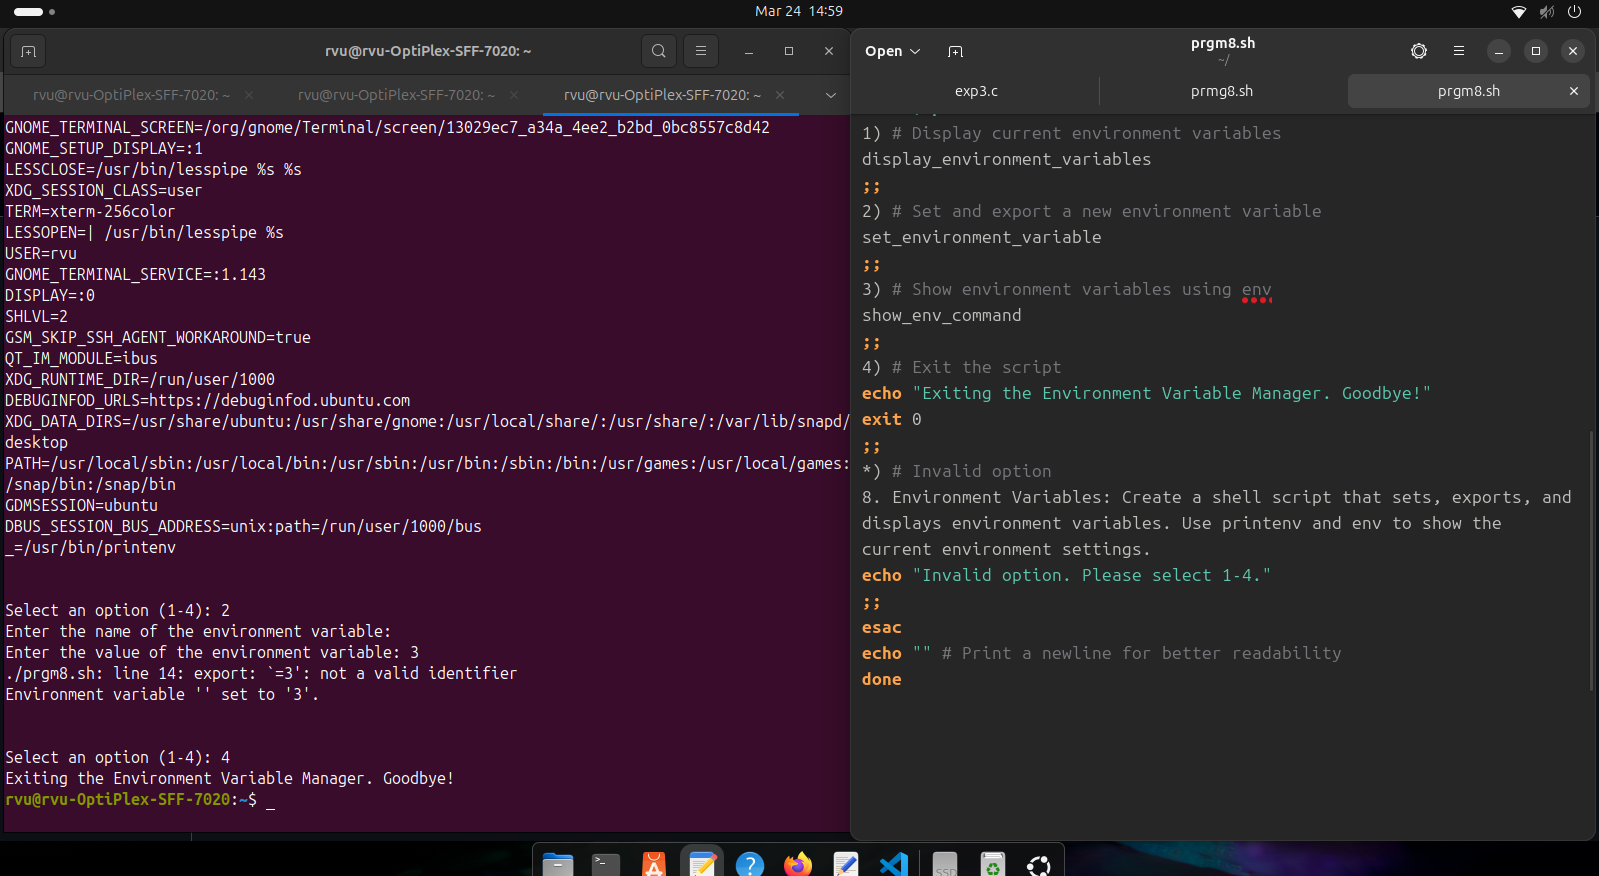 Mar 24 14:59
rvu@rvu-OptiPlex-SFF-7020: ~
rvu@rvu-OptiPlex-SFF-7020: ~ × rvu@rvu-OptiPlex-SFF-7020: ~ × rvu@rvu-OptiPlex-SFF-7020: ~ ×
GNOME_TERMINAL_SCREEN=/org/gnome/Terminal/screen/13029ec7_a34a_4ee2_b2bd_0bc8557c8d42
GNOME_SETUP_DISPLAY=:1
LESSCLOSE=/usr/bin/lesspipe %s %s
XDG_SESSION_CLASS=user
TERM=xterm-256color
LESSOPEN=| /usr/bin/lesspipe %s
USER=rvu
GNOME_TERMINAL_SERVICE=:1.143
DISPLAY=:0
SHLVL=2
GSM_SKIP_SSH_AGENT_WORKAROUND=true
QT_IM_MODULE=ibus
XDG_RUNTIME_DIR=/run/user/1000
DEBUGINFOD_URLS=https://debuginfod.ubuntu.com
XDG_DATA_DIRS=/usr/share/ubuntu:/usr/share/gnome:/usr/local/share/:/usr/share/:/var/lib/snapd/
desktop
PATH=/usr/local/sbin:/usr/local/bin:/usr/sbin:/usr/bin:/sbin:/bin:/usr/games:/usr/local/games:
/snap/bin:/snap/bin
GDMSESSION=ubuntu
DBUS_SESSION_BUS_ADDRESS=unix:path=/run/user/1000/bus
_=/usr/bin/printenv
Select an option (1-4): 2
Enter the name of the environment variable:
Enter the value of the environment variable: 3
./prgm8.sh: line 14: export: `=3': not a valid identifier
Environment variable '' set to '3'.
Select an option (1-4): 4
Exiting the Environment Variable Manager. Goodbye!
rvu@rvu-OptiPlex-SFF-7020:~$ _
Open
prgm8.sh
~/
exp3.c prmg8.sh prgm8.sh ×
1) # Display current environment variables
display_environment_variables
;;
2) # Set and export a new environment variable
set_environment_variable
;;
3) # Show environment variables using env
show_env_command
;;
4) # Exit the script
echo "Exiting the Environment Variable Manager. Goodbye!"
exit 0
;;
*) # Invalid option
8. Environment Variables: Create a shell script that sets, exports, and
displays environment variables. Use printenv and env to show the
current environment settings.
echo "Invalid option. Please select 1-4."
;;
esac
echo "" # Print a newline for better readability
done
SSD